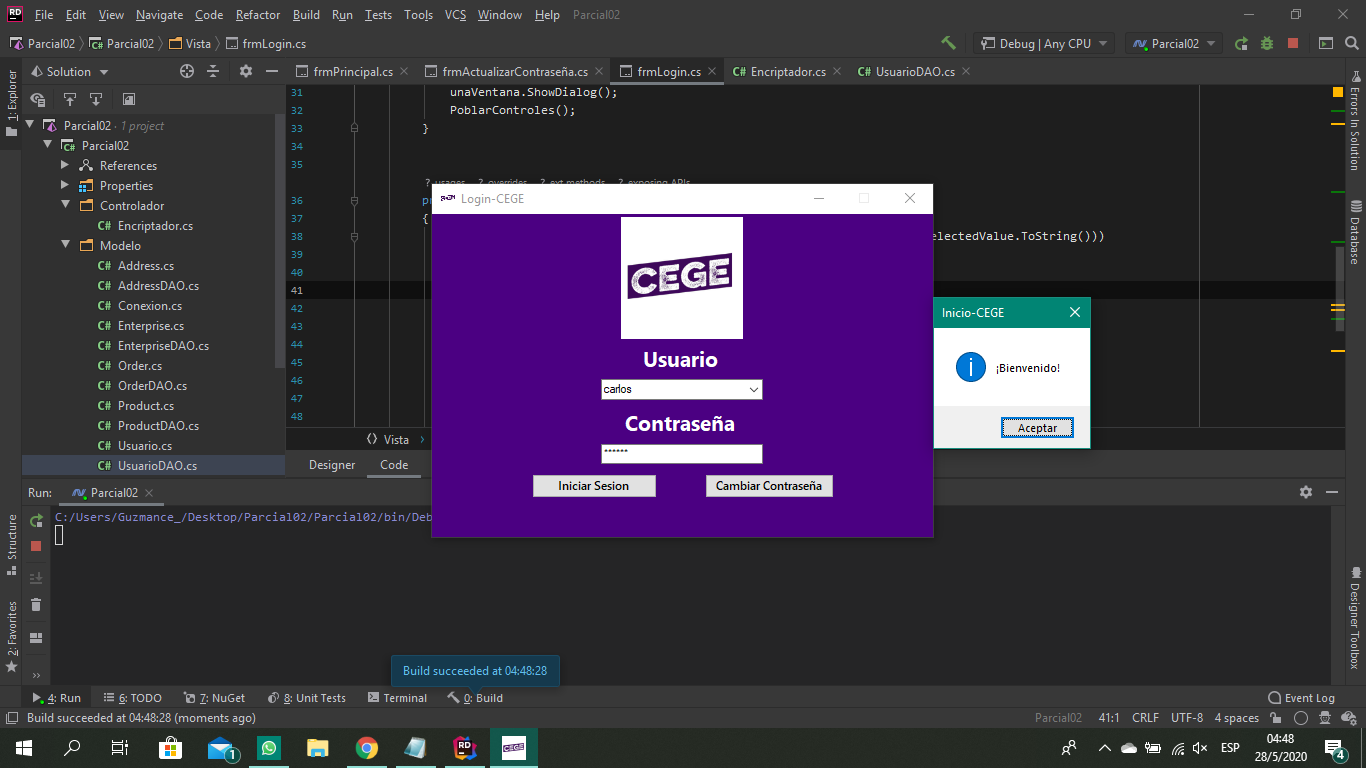 File Edit View Navigate Code Refactor Build Run Tests Tools VCS Window Help Parcial02
Parcial02 Parcial02 Vista frmLogin.cs
Debug | Any CPU Parcial02
1: Explorer
Solution
frmPrincipal.cs frmActualizarContraseña.cs frmLogin.cs Encriptador.cs UsuarioDAO.cs
Parcial02 · 1 project
Parcial02
References
Properties
Controlador
Encriptador.cs
Modelo
Address.cs
AddressDAO.cs
Conexion.cs
Enterprise.cs
EnterpriseDAO.cs
Order.cs
OrderDAO.cs
Product.cs
ProductDAO.cs
Usuario.cs
UsuarioDAO.cs
31 unaVentana.ShowDialog();
32 PoblarControles();
33 }
34
35
? usages ? overrides ? ext methods ? exposing APIs
36 pr
37 {
38 electedValue.ToString()))
39
40
41
42
43
44
45
46
47
48
Vista
Designer Code
Errors In Solution
Database
Designer Toolbox
Login-CEGE
CEGE
Usuario
carlos
Contraseña
******
Iniciar Sesion Cambiar Contraseña
Inicio-CEGE
i
¡Bienvenido!
Aceptar
Run: Parcial02
C:/Users/Guzmance_/Desktop/Parcial02/Parcial02/bin/Deb
Structure
2: Favorites
Build succeeded at 04:48:28
4: Run 6: TODO 7: NuGet 8: Unit Tests Terminal 0: Build Event Log
Build succeeded at 04:48:28 (moments ago) Parcial02 41:1 CRLF UTF-8 4 spaces
1 CEGE ESP 04:48
28/5/2020
4